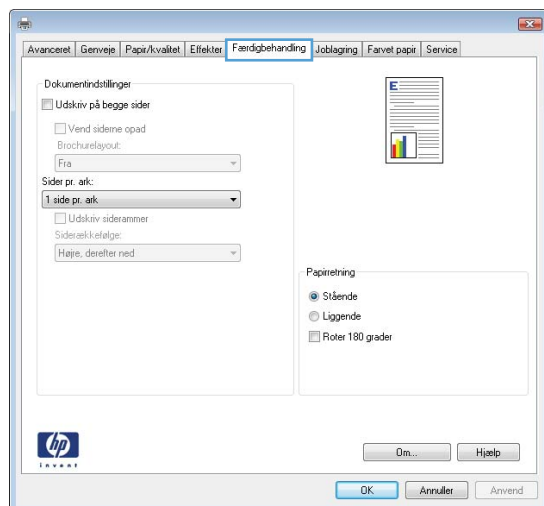 Avanceret Genveje Papir/kvalitet Effekter Færdigbehandling Joblagring Farvet papir Service
Dokumentindstillinger
Udskriv på begge sider
Vend siderne opad
Brochurelayout:
Fra
Sider pr. ark:
1 side pr. ark
Udskriv siderammer
Siderækkefølge:
Højre, derefter ned
E
Papirretning
Stående
Liggende
Roter 180 grader
hp
invent
Om... Hjælp
OK Annuller Anvend